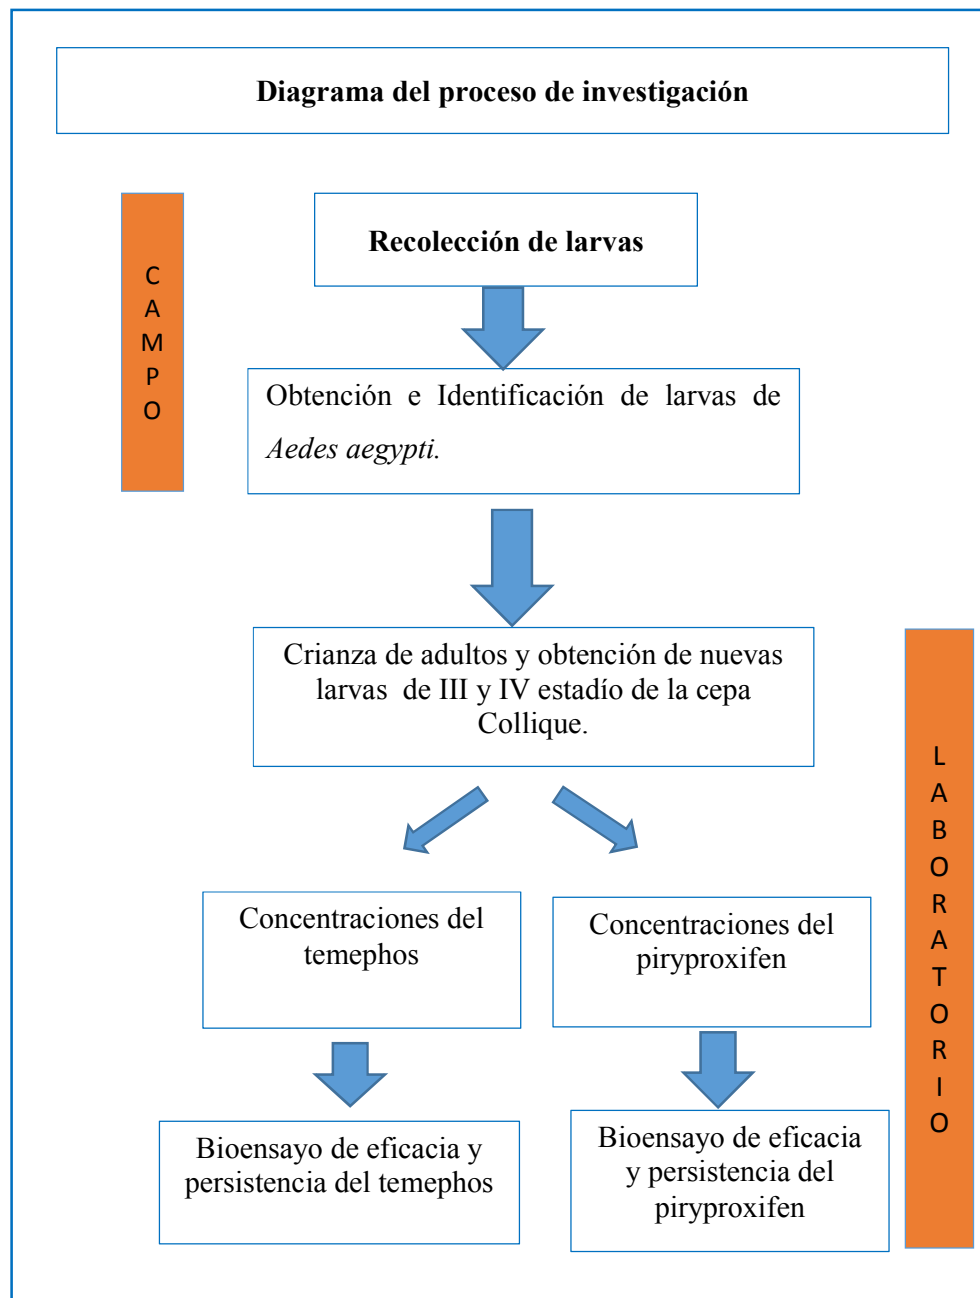 Diagrama del proceso de investigación
CAMPO
Recolección de larvas
Obtención e Identificación de larvas de
Aedes aegypti.
Crianza de adultos y obtención de nuevas
larvas de III y IV estadío de la cepa
Collique.
LABORATORIO
Concentraciones del
temephos
Concentraciones del
piryproxifen
Bioensayo de eficacia y
persistencia del temephos
Bioensayo de eficacia
y persistencia del
piryproxifen